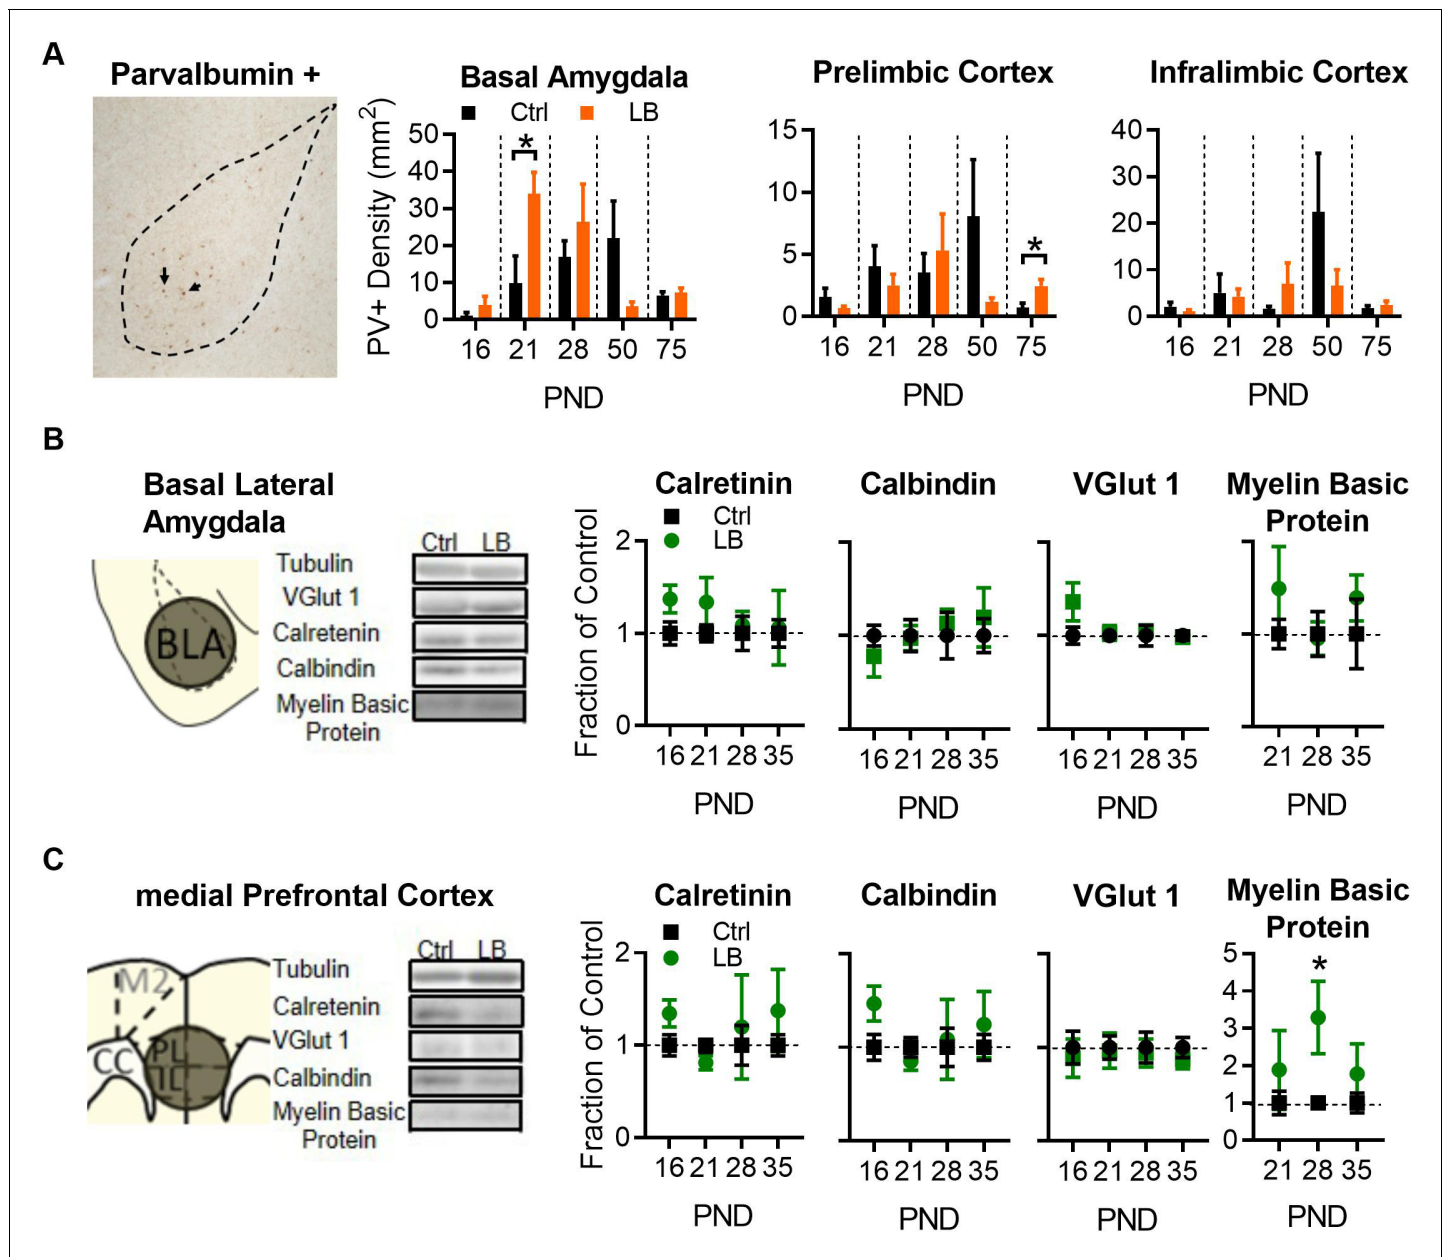 A
Parvalbumin +
Basal Amygdala
Ctrl LB
PV+ Density (mm2)
50
40
30
20
10
0
*
16 21 28 50 75
PND
Prelimbic Cortex
15
10
5
0
*
16 21 28 50 75
PND
Infralimbic Cortex
40
30
20
10
0
16 21 28 50 75
PND
B
Basal Lateral
Amygdala
BLA
Ctrl LB
Tubulin
VGlut 1
Calretenin
Calbindin
Myelin Basic
Protein
Calretinin
Ctrl
LB
Fraction of Control
2
1
0
16 21 28 35
PND
Calbindin
16 21 28 35
PND
VGlut 1
16 21 28 35
PND
Myelin Basic
Protein
21 28 35
PND
C
medial Prefrontal Cortex
M2
CC
PL
IL
Ctrl LB
Tubulin
Calretenin
VGlut 1
Calbindin
Myelin Basic
Protein
Calretinin
Ctrl
LB
Fraction of Control
2
1
0
16 21 28 35
PND
Calbindin
16 21 28 35
PND
VGlut 1
16 21 28 35
PND
Myelin Basic
Protein
5
4
3
2
1
0
*
21 28 35
PND